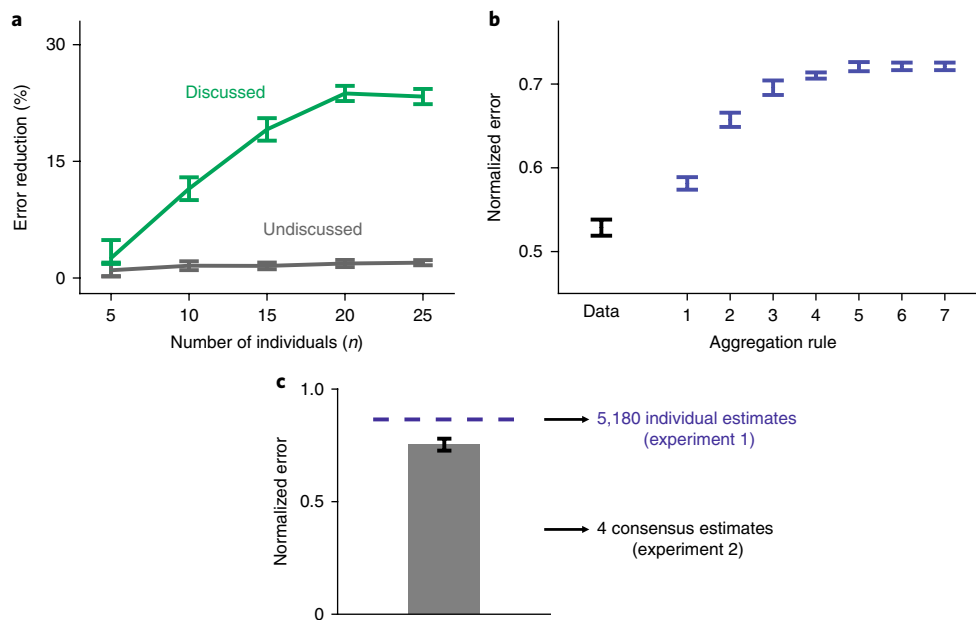 a
30
15
0
Error reduction (%)
Discussed
Undiscussed
5 10 15 20 25
Number of individuals (n)
b
0.7
0.6
0.5
Normalized error
Data 1 2 3 4 5 6 7
Aggregation rule
c
1.0
0.5
0
Normalized error
5,180 individual estimates
(experiment 1)
4 consensus estimates
(experiment 2)